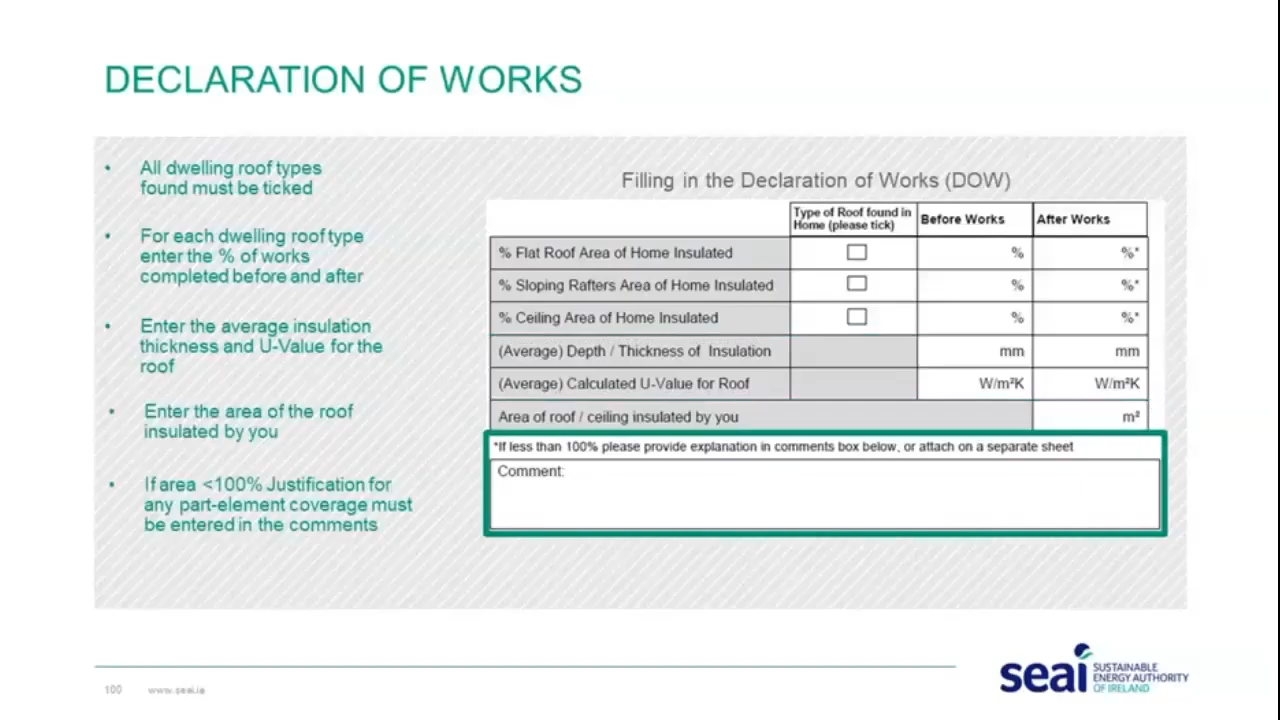 DECLARATION OF WORKS
• All dwelling roof types
found must be ticked
• For each dwelling roof type
enter the % of works
completed before and after
• Enter the average insulation
thickness and U-Value for the
roof
• Enter the area of the roof
insulated by you
• If area <100% Justification for
any part-element coverage must
be entered in the comments
Filling in the Declaration of Works (DOW)
Type of Roof found in
Home (please tick)
Before Works
After Works
% Flat Roof Area of Home Insulated % %*
% Sloping Rafters Area of Home Insulated % %*
% Ceiling Area of Home Insulated % %*
(Average) Depth / Thickness of Insulation mm mm
(Average) Calculated U-Value for Roof W/m²K W/m²K
Area of roof / ceiling insulated by you m²
*If less than 100% please provide explanation in comments box below, or attach on a separate sheet
Comment:
100 www.seai.ie
seai
SUSTAINABLE
ENERGY AUTHORITY
OF IRELAND